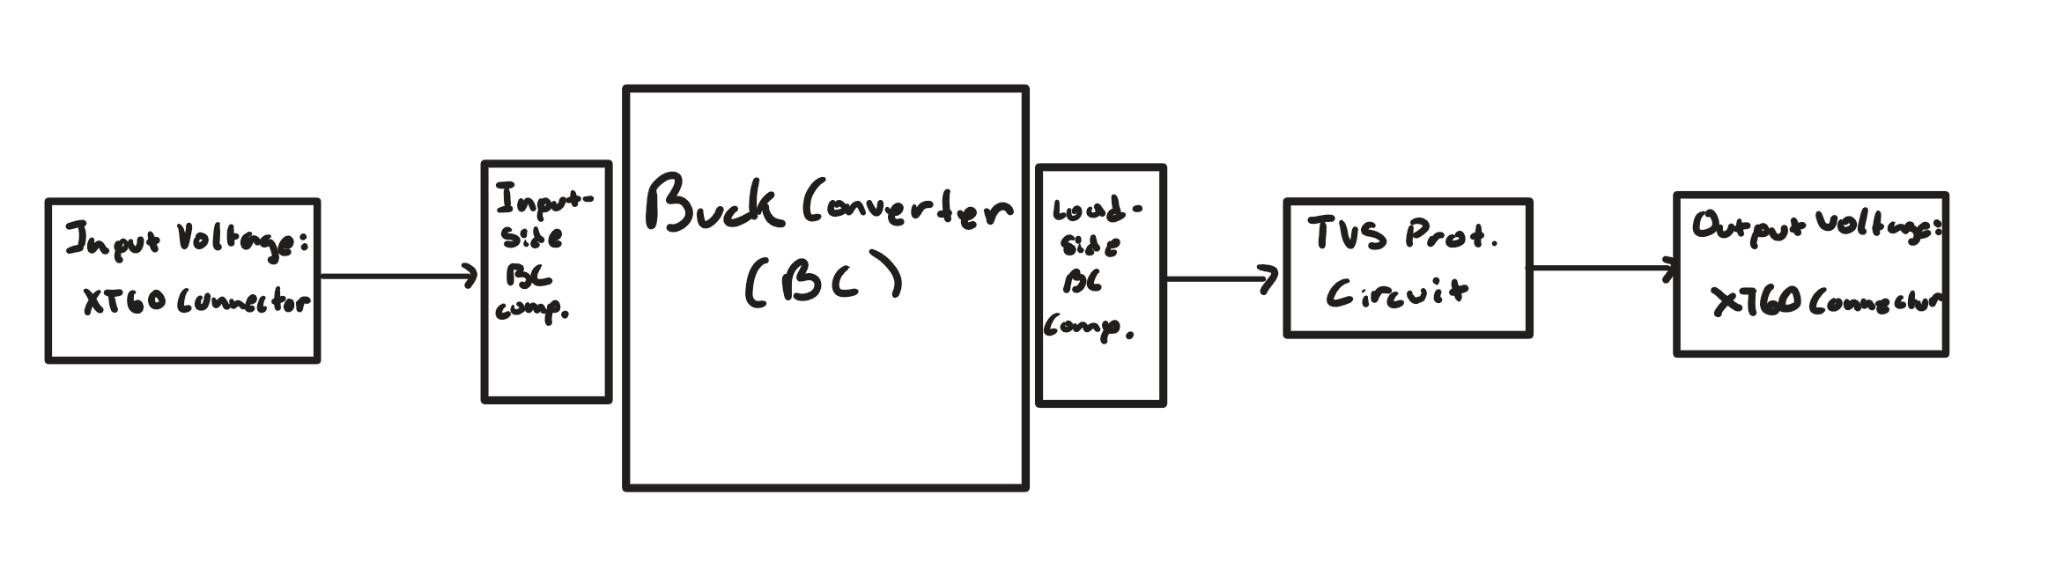 Input Voltage:
XT60 Connector
Input-
side
BC
comp.
Buck Converter
(BC)
Load-
side
BC
Comp.
TVS Prot.
Circuit
Output Voltage:
XT60 Connector